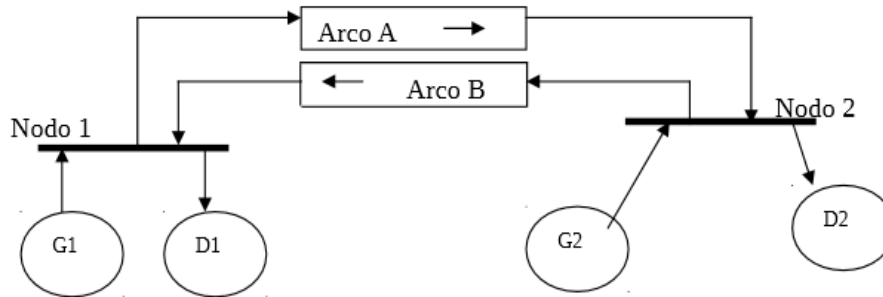 Arco A
Arco B
Nodo 1
Nodo 2
G1
D1
G2
D2